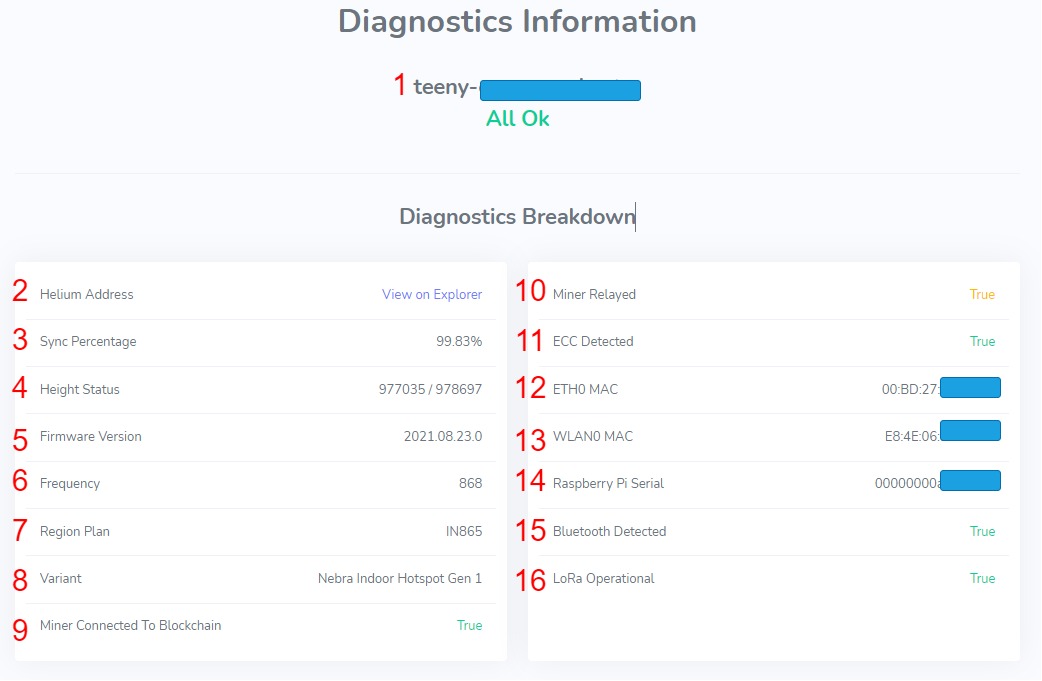 Diagnostics Information
1 teeny-
All Ok
Diagnostics Breakdown
2 Helium Address View on Explorer
3 Sync Percentage 99.83%
4 Height Status 977035 / 978697
5 Firmware Version 2021.08.23.0
6 Frequency 868
7 Region Plan IN865
8 Variant Nebra Indoor Hotspot Gen 1
9 Miner Connected To Blockchain True
10 Miner Relayed True
11 ECC Detected True
12 ETH0 MAC 00:BD:27:
13 WLAN0 MAC E8:4E:06:
14 Raspberry Pi Serial 00000000
15 Bluetooth Detected True
16 LoRa Operational True